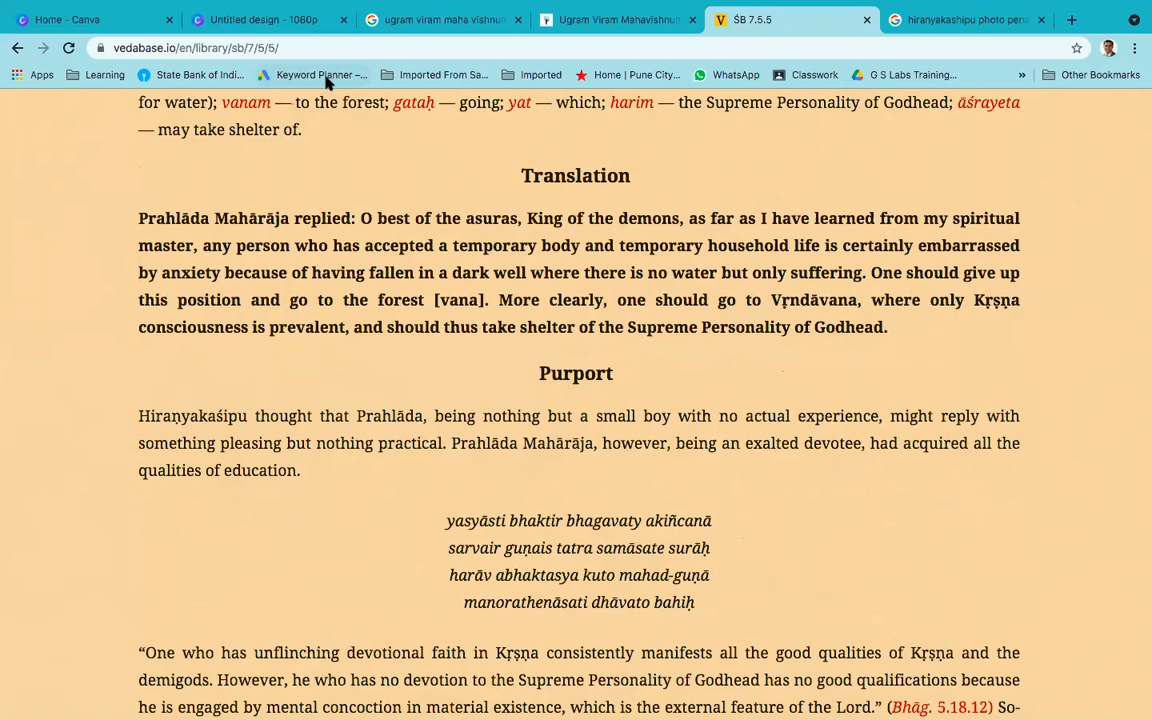 Home - Canva
Untitled design - 1080p
ugram viram maha vishnum
Ugram Viram Mahavishnum
ŚB 7.5.5
hiranyakashipu photo pen
vedabase.io/en/library/sb/7/5/5/
Apps
Learning
State Bank of Indi...
Keyword Planner –...
Imported From Sa...
Imported
Home | Pune City...
WhatsApp
Classwork
G S Labs Training...
»
Other Bookmarks
for water); vanam — to the forest; gataḥ — going; yat — which; harim — the Supreme Personality of Godhead; āśrayeta
— may take shelter of.
Translation
Prahlāda Mahārāja replied: O best of the asuras, King of the demons, as far as I have learned from my spiritual
master, any person who has accepted a temporary body and temporary household life is certainly embarrassed
by anxiety because of having fallen in a dark well where there is no water but only suffering. One should give up
this position and go to the forest [vana]. More clearly, one should go to Vṛndāvana, where only Kṛṣṇa
consciousness is prevalent, and should thus take shelter of the Supreme Personality of Godhead.
Purport
Hiraṇyakaśipu thought that Prahlāda, being nothing but a small boy with no actual experience, might reply with
something pleasing but nothing practical. Prahlāda Mahārāja, however, being an exalted devotee, had acquired all the
qualities of education.
yasyāsti bhaktir bhagavaty akiñcanā
sarvair guṇais tatra samāsate surāḥ
harāv abhaktasya kuto mahad-guṇā
manorathenāsati dhāvato bahiḥ
“One who has unflinching devotional faith in Kṛṣṇa consistently manifests all the good qualities of Kṛṣṇa and the
demigods. However, he who has no devotion to the Supreme Personality of Godhead has no good qualifications because
he is engaged by mental concoction in material existence, which is the external feature of the Lord.” (Bhāg. 5.18.12) So-